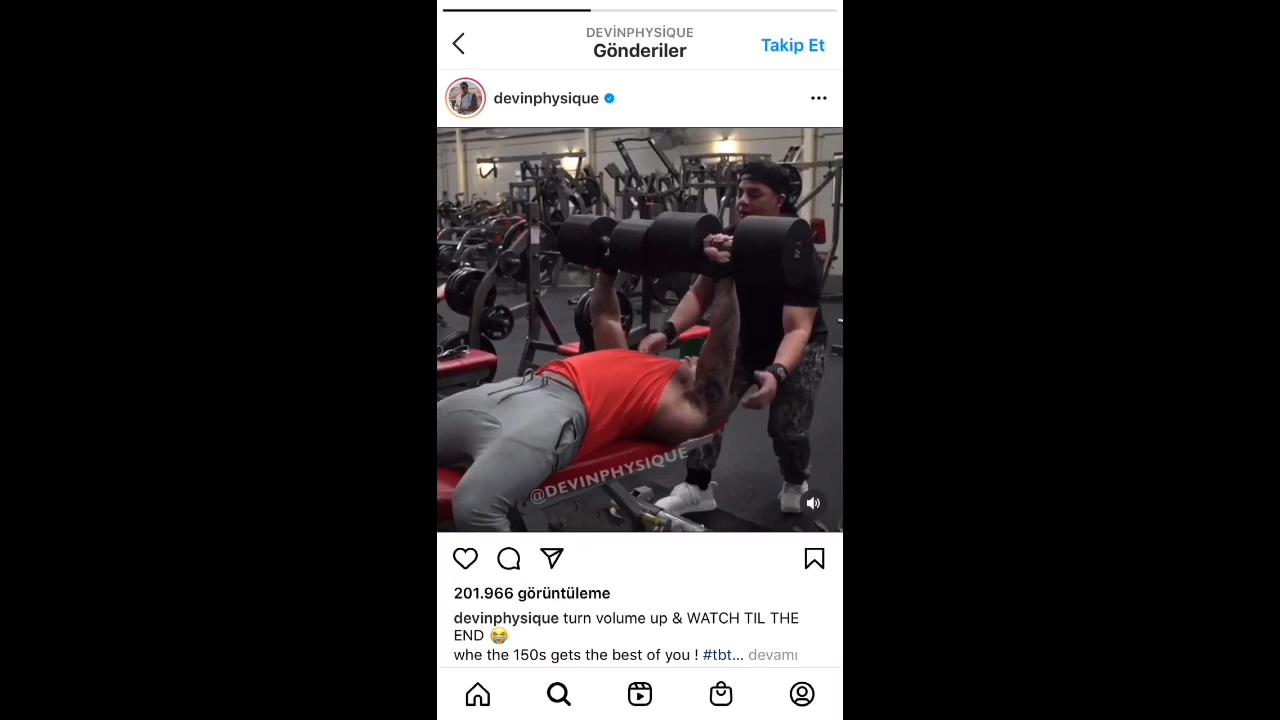 DEVİNPHYSİQUE
Gönderiler
Takip Et
devinphysique
@DEVINPHYSIQUE
201.966 görüntüleme
devinphysique turn volume up & WATCH TIL THE
END 😭
whe the 150s gets the best of you ! #tbt... devamı